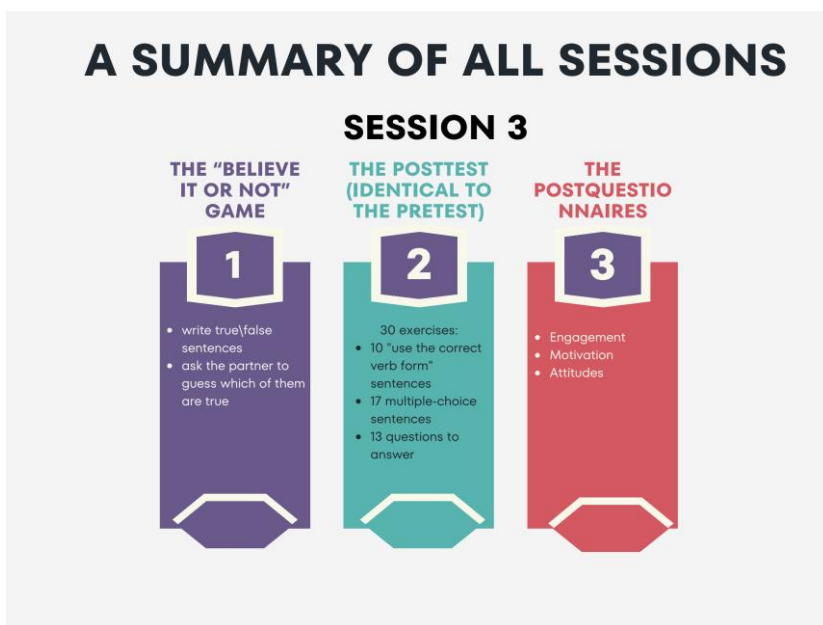 A SUMMARY OF ALL SESSIONS
SESSION 3
THE "BELIEVE
IT OR NOT"
GAME
1
• write true\false
sentences
• ask the partner to
guess which of them
are true
THE POSTTEST
(IDENTICAL TO
THE PRETEST)
2
30 exercises:
• 10 "use the correct
verb form"
sentences
• 17 multiple-choice
sentences
• 13 questions to
answer
THE
POSTQUESTIO
NNAIRES
3
• Engagement
• Motivation
• Attitudes